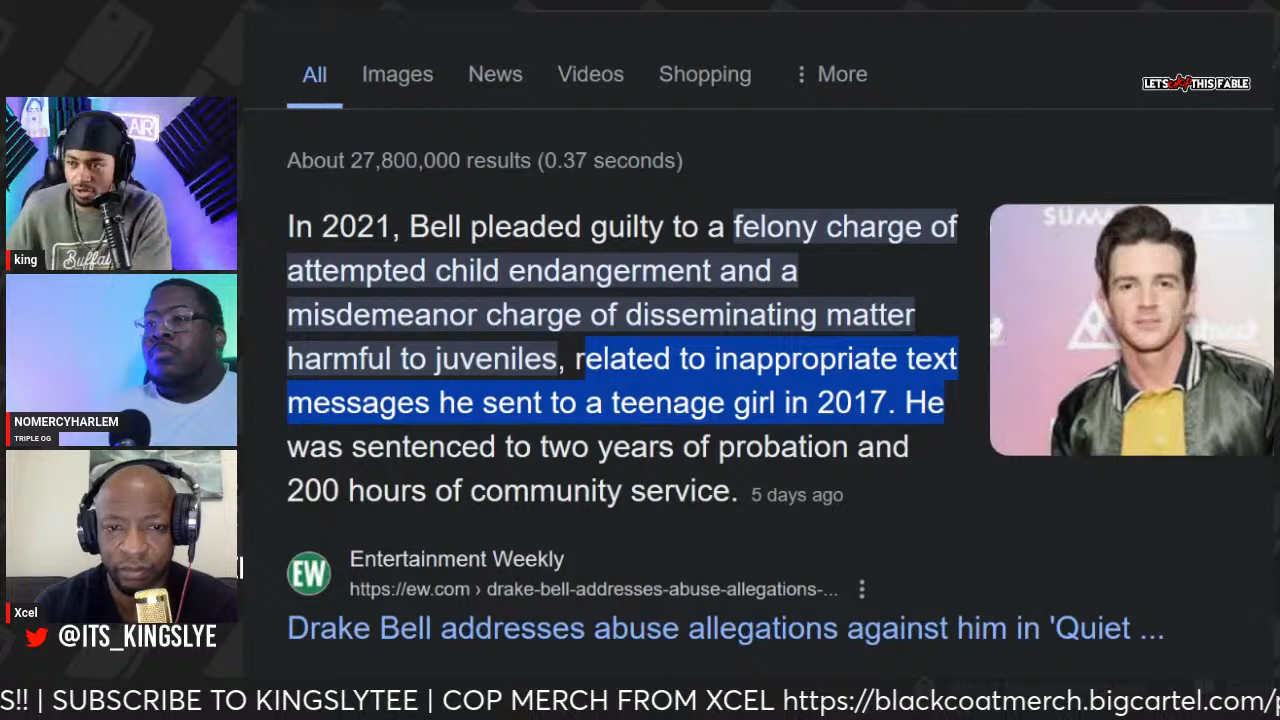 All Images News Videos Shopping More
LETS STOP THIS FABLE
About 27,800,000 results (0.37 seconds)
AIR
Buffalo
king
In 2021, Bell pleaded guilty to a felony charge of
attempted child endangerment and a
misdemeanor charge of disseminating matter
harmful to juveniles, related to inappropriate text
messages he sent to a teenage girl in 2017. He
was sentenced to two years of probation and
200 hours of community service. 5 days ago
NOMERCYHARLEM
TRIPLE OG
Entertainment Weekly
EW
https://ew.com › drake-bell-addresses-abuse-allegations-...
Drake Bell addresses abuse allegations against him in 'Quiet ...
Xcel
@ITS_KINGSLYE
S!! | SUBSCRIBE TO KINGSLYTEE | COP MERCH FROM XCEL https://blackcoatmerch.bigcartel.com/p